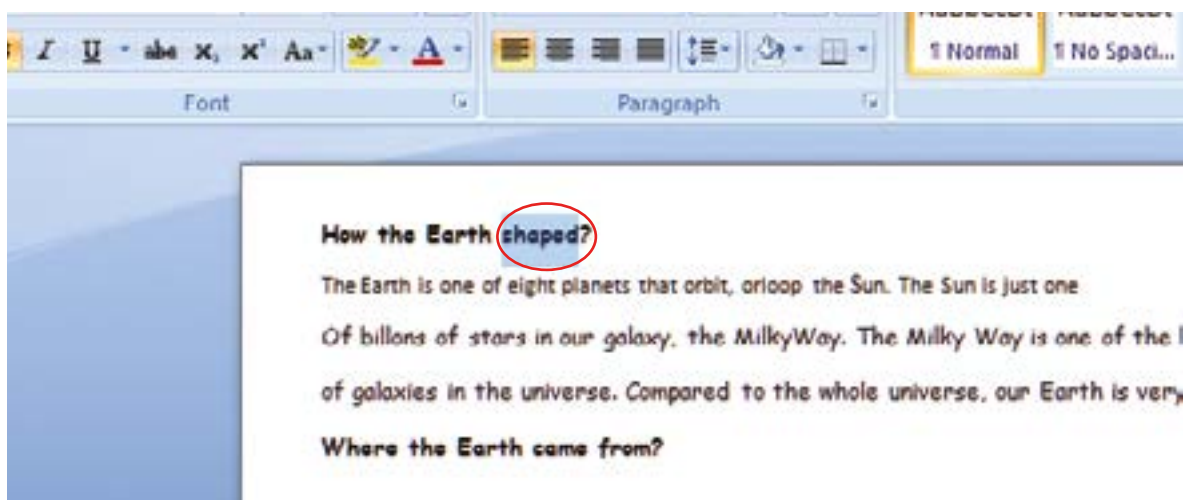 I U abe X, X² Aa A
¶ Normal ¶ No Spaci...
Font Paragraph
How the Earth shaped?
The Earth is one of eight planets that orbit, orloop the Sun. The Sun is just one
Of billons of stars in our galaxy, the MilkyWay. The Milky Way is one of the
of galaxies in the universe. Compared to the whole universe, our Earth is very
Where the Earth came from?